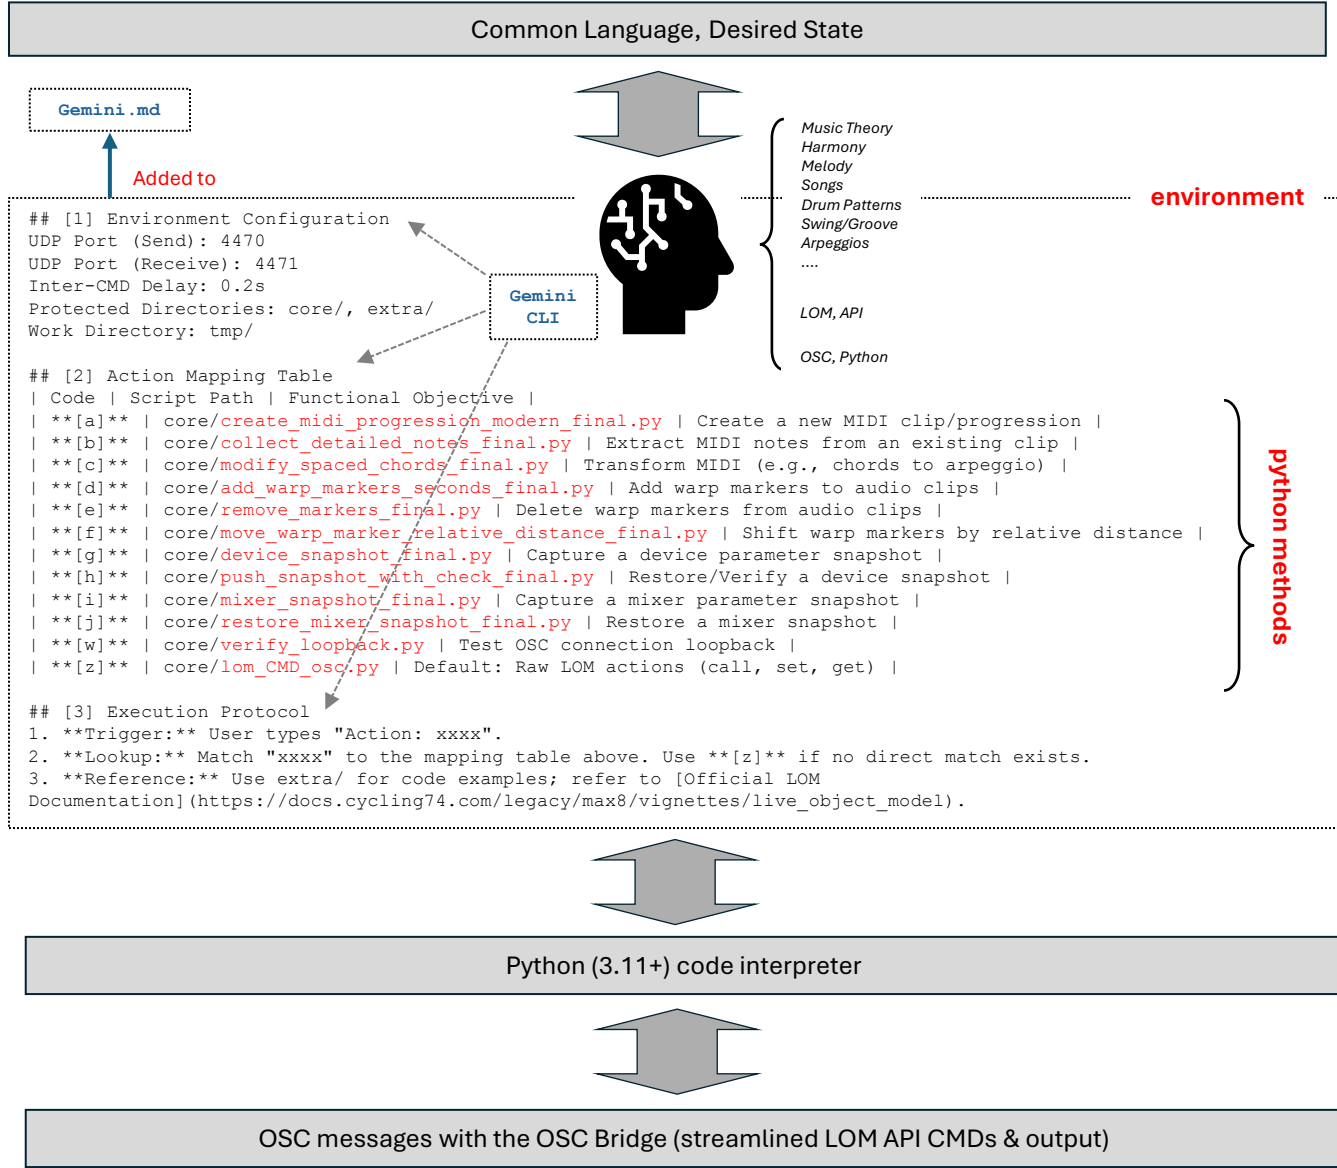 Common Language, Desired State
Gemini.md
Added to
Music Theory
Harmony
Melody
Songs
Drum Patterns
Swing/Groove
Arpeggios
....
LOM, API
OSC, Python
environment
## [1] Environment Configuration
UDP Port (Send): 4470
UDP Port (Receive): 4471
Inter-CMD Delay: 0.2s
Protected Directories: core/, extra/
Work Directory: tmp/
Gemini
CLI
## [2] Action Mapping Table
| Code | Script Path | Functional Objective |
| **[a]** | core/create_midi_progression_modern_final.py | Create a new MIDI clip/progression |
| **[b]** | core/collect_detailed_notes_final.py | Extract MIDI notes from an existing clip |
| **[c]** | core/modify_spaced_chords_final.py | Transform MIDI (e.g., chords to arpeggio) |
| **[d]** | core/add_warp_markers_seconds_final.py | Add warp markers to audio clips |
| **[e]** | core/remove_markers_final.py | Delete warp markers from audio clips |
| **[f]** | core/move_warp_marker_relative_distance_final.py | Shift warp markers by relative distance |
| **[g]** | core/device_snapshot_final.py | Capture a device parameter snapshot |
| **[h]** | core/push_snapshot_with_check_final.py | Restore/Verify a device snapshot |
| **[i]** | core/mixer_snapshot_final.py | Capture a mixer parameter snapshot |
| **[j]** | core/restore_mixer_snapshot_final.py | Restore a mixer snapshot |
| **[w]** | core/verify_loopback.py | Test OSC connection loopback |
| **[z]** | core/lom_CMD_osc.py | Default: Raw LOM actions (call, set, get) |
python methods
## [3] Execution Protocol
1. **Trigger:** User types "Action: xxxx".
2. **Lookup:** Match "xxxx" to the mapping table above. Use **[z]** if no direct match exists.
3. **Reference:** Use extra/ for code examples; refer to [Official LOM
Documentation](https://docs.cycling74.com/legacy/max8/vignettes/live_object_model).
Python (3.11+) code interpreter
OSC messages with the OSC Bridge (streamlined LOM API CMDs & output)